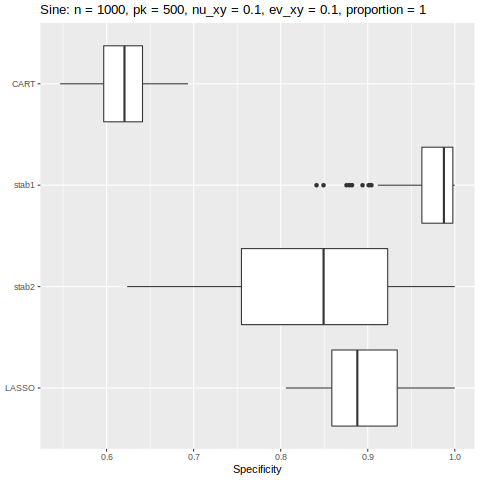 Sine: n = 1000, pk = 500, nu_xy = 0.1, ev_xy = 0.1, proportion = 1
CART
stab1
stab2
LASSO
0.6 0.7 0.8 0.9 1.0
Specificity